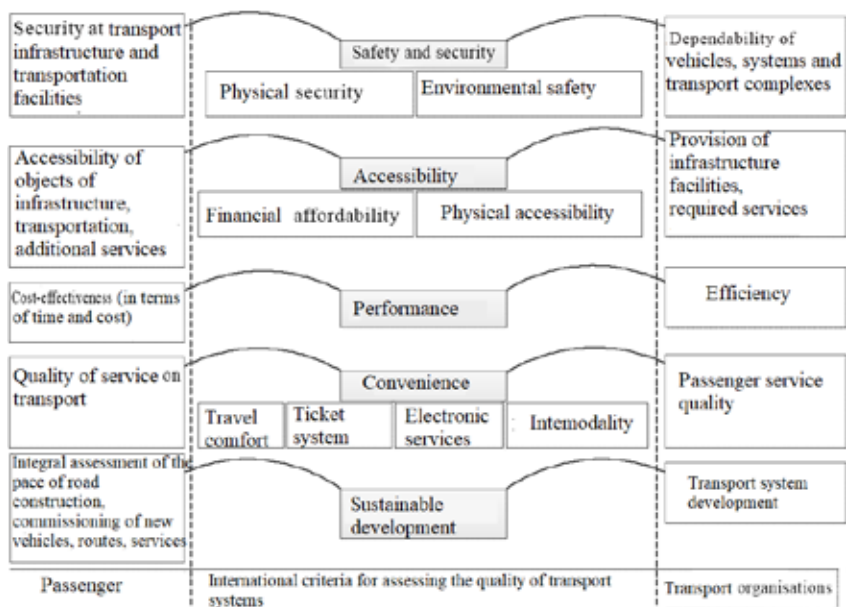 Security at transport
infrastructure and
transportation
facilities
Safety and security
Physical security
Environmental safety
Dependability of
vehicles, systems and
transport complexes
Accessibility of
objects of
infrastructure,
transportation,
additional services
Accessibility
Financial affordability
Physical accessibility
Provision of
infrastructure
facilities,
required services
Cost-effectiveness (in terms
of time and cost)
Performance
Efficiency
Quality of service on
transport
Convenience
Travel
comfort
Ticket
system
Electronic
services
Intemodality
Passenger service
quality
Integral assessment of the
pace of road
construction,
commissioning of new
vehicles, routes, services
Sustainable
development
Transport system
development
Passenger
International criteria for assessing the quality of transport
systems
Transport organisations